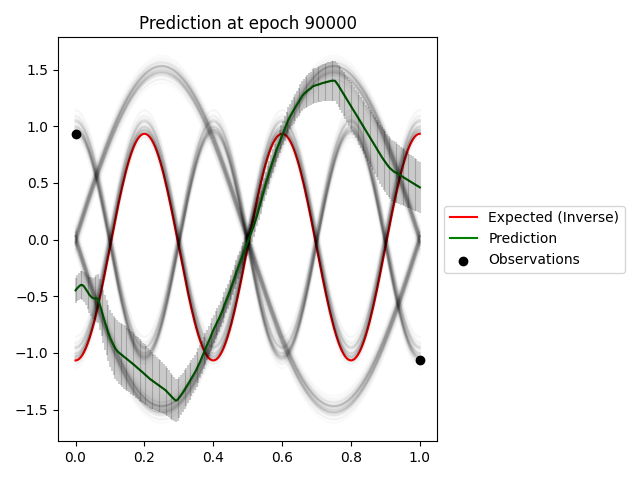 Prediction at epoch 90000
1.5
1.0
0.5
0.0
−0.5
−1.0
−1.5
0.0 0.2 0.4 0.6 0.8 1.0
Expected (Inverse)
Prediction
Observations